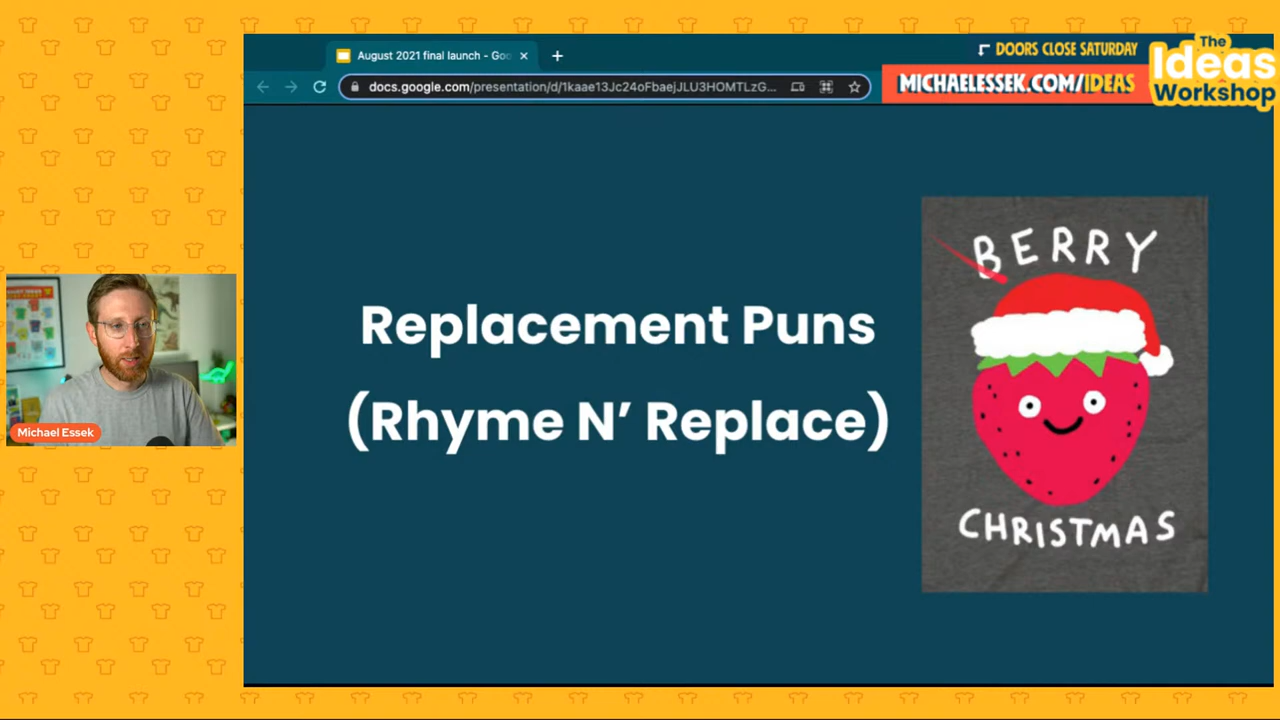 August 2021 final launch - Goo
docs.google.com/presentation/d/1kaae13Jc24oFbaejJLU3HOMTLzG...
DOORS CLOSE SATURDAY
MICHAELESSEK.COM/IDEAS
The
Ideas
Workshop
Replacement Puns
(Rhyme N’ Replace)
BERRY
CHRISTMAS
Michael Essek